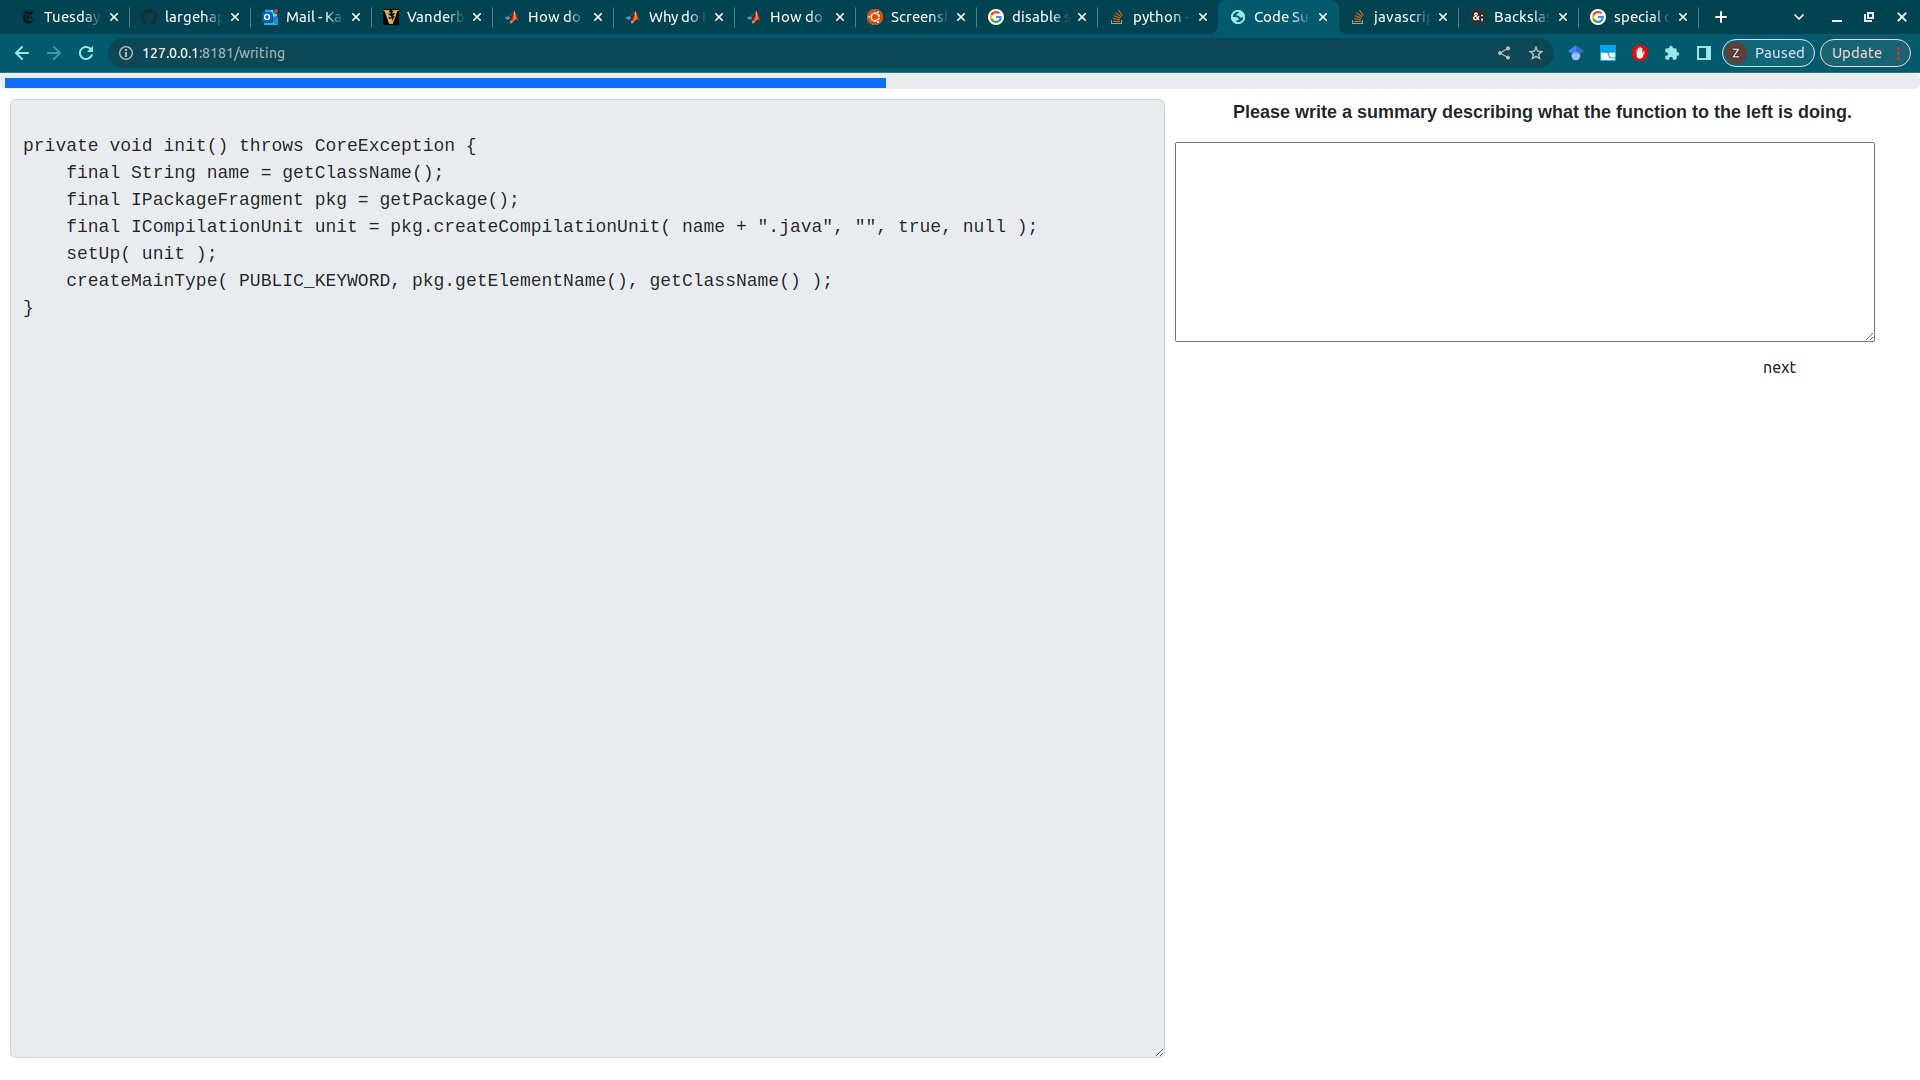 Tuesday
largehap
Mail - Ka
Vanderb
How do
Why do
How do
Screens
disable s
python -
Code Su
javascri
Backslas
special c
127.0.0.1:8181/writing
Z Paused
Update
private void init() throws CoreException {
    final String name = getClassName();
    final IPackageFragment pkg = getPackage();
    final ICompilationUnit unit = pkg.createCompilationUnit( name + ".java", "", true, null );
    setUp( unit );
    createMainType( PUBLIC_KEYWORD, pkg.getElementName(), getClassName() );
}
Please write a summary describing what the function to the left is doing.
next